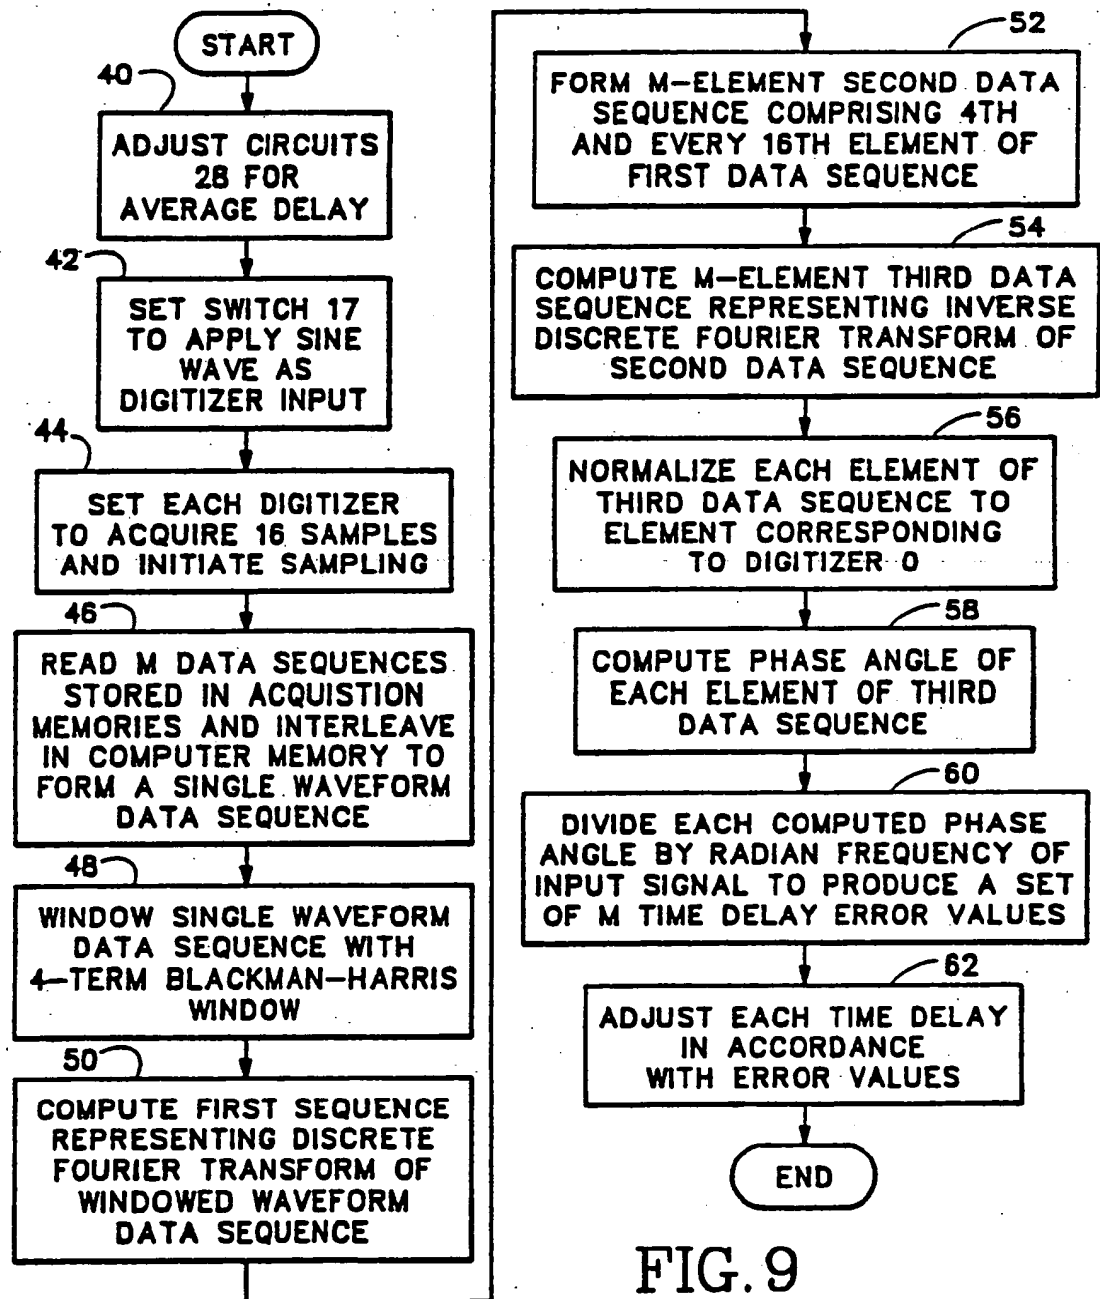 START
40
ADJUST CIRCUITS
28 FOR
AVERAGE DELAY
42
SET SWITCH 17
TO APPLY SINE
WAVE AS
DIGITIZER INPUT
44
SET EACH DIGITIZER
TO ACQUIRE 16 SAMPLES
AND INITIATE SAMPLING
46
READ M DATA SEQUENCES
STORED IN ACQUISTION
MEMORIES AND INTERLEAVE
IN COMPUTER MEMORY TO
FORM A SINGLE WAVEFORM
DATA SEQUENCE
48
WINDOW SINGLE WAVEFORM
DATA SEQUENCE WITH
4-TERM BLACKMAN-HARRIS
WINDOW
50
COMPUTE FIRST SEQUENCE
REPRESENTING DISCRETE
FOURIER TRANSFORM OF
WINDOWED WAVEFORM
DATA SEQUENCE
52
FORM M-ELEMENT SECOND DATA
SEQUENCE COMPRISING 4TH
AND EVERY 16TH ELEMENT OF
FIRST DATA SEQUENCE
54
COMPUTE M-ELEMENT THIRD DATA
SEQUENCE REPRESENTING INVERSE
DISCRETE FOURIER TRANSFORM OF
SECOND DATA SEQUENCE
56
NORMALIZE EACH ELEMENT OF
THIRD DATA SEQUENCE TO
ELEMENT CORRESPONDING
TO DIGITIZER 0
58
COMPUTE PHASE ANGLE OF
EACH ELEMENT OF THIRD
DATA SEQUENCE
60
DIVIDE EACH COMPUTED PHASE
ANGLE BY RADIAN FREQUENCY OF
INPUT SIGNAL TO PRODUCE A SET
OF M TIME DELAY ERROR VALUES
62
ADJUST EACH TIME DELAY
IN ACCORDANCE
WITH ERROR VALUES
END
FIG. 9